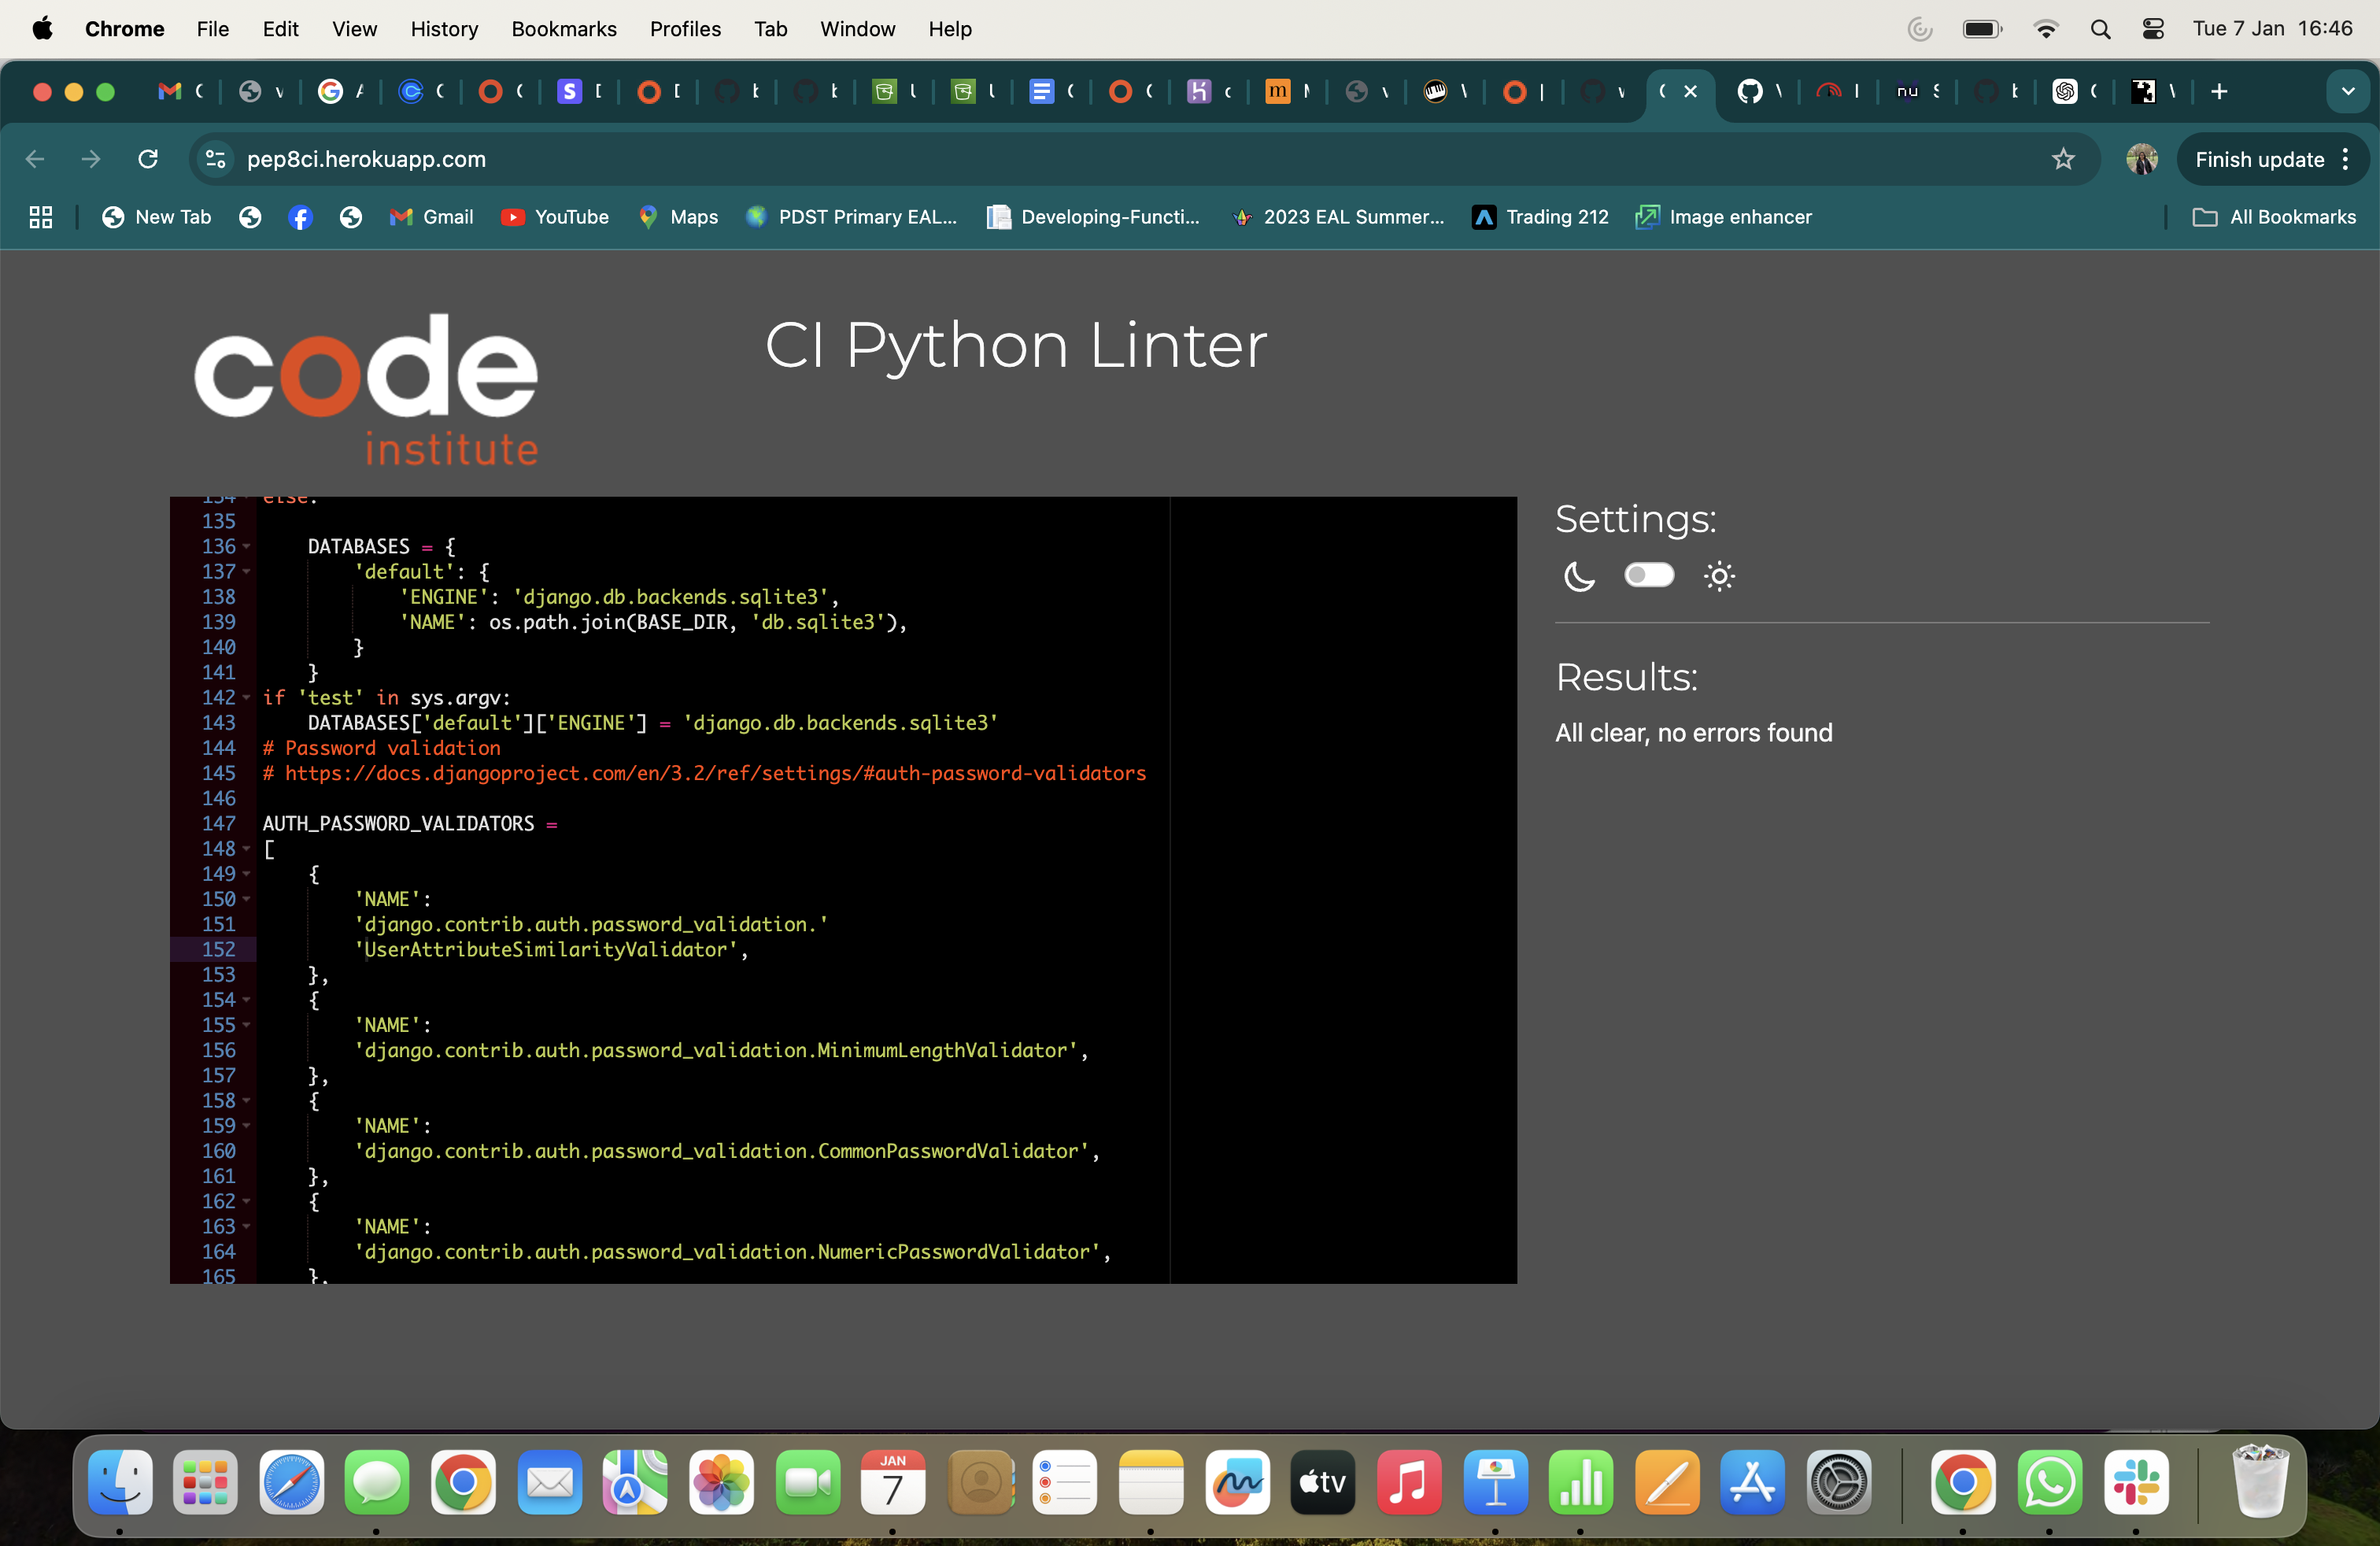 Chrome File Edit View History Bookmarks Profiles Tab Window Help Tue 7 Jan 16:46
pep8ci.herokuapp.com Finish update
New Tab Gmail YouTube Maps PDST Primary EAL... Developing-Functi... 2023 EAL Summer... Trading 212 Image enhancer All Bookmarks
code
institute
CI Python Linter
134 else:
135
136 DATABASES = {
137 'default': {
138 'ENGINE': 'django.db.backends.sqlite3',
139 'NAME': os.path.join(BASE_DIR, 'db.sqlite3'),
140 }
141 }
142 if 'test' in sys.argv:
143 DATABASES['default']['ENGINE'] = 'django.db.backends.sqlite3'
144 # Password validation
145 # https://docs.djangoproject.com/en/3.2/ref/settings/#auth-password-validators
146
147 AUTH_PASSWORD_VALIDATORS =
148 [
149 {
150 'NAME':
151 'django.contrib.auth.password_validation.'
152 'UserAttributeSimilarityValidator',
153 },
154 {
155 'NAME':
156 'django.contrib.auth.password_validation.MinimumLengthValidator',
157 },
158 {
159 'NAME':
160 'django.contrib.auth.password_validation.CommonPasswordValidator',
161 },
162 {
163 'NAME':
164 'django.contrib.auth.password_validation.NumericPasswordValidator',
165 },
Settings:
Results:
All clear, no errors found
JAN
7
tv